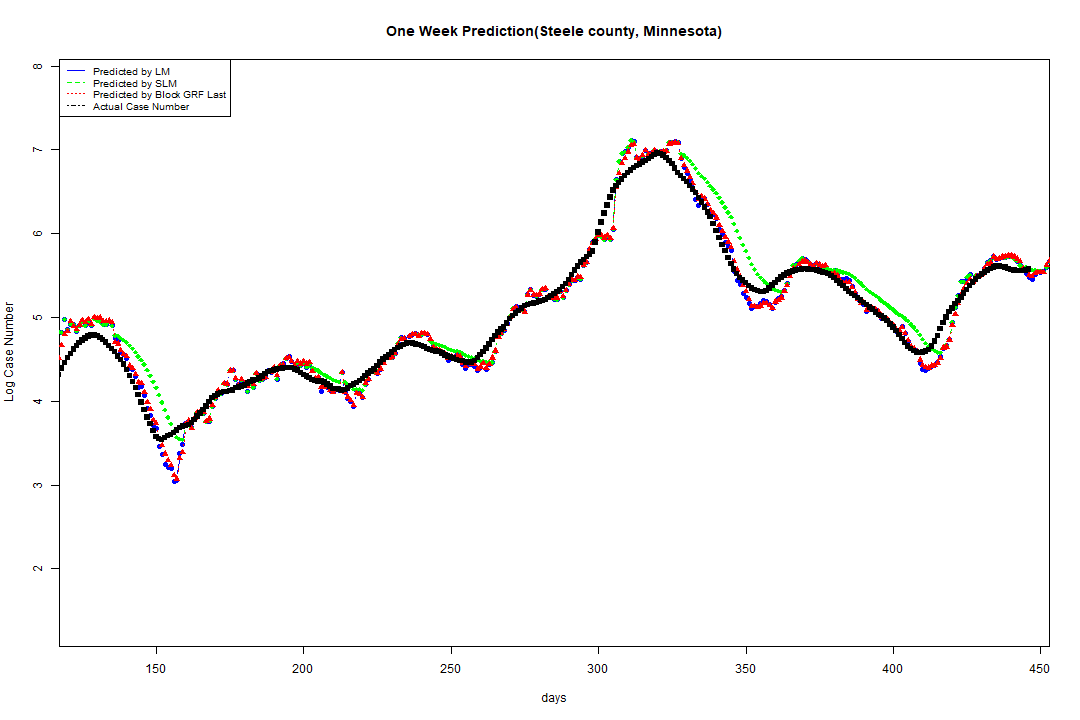 One Week Prediction(Steele county, Minnesota)
Predicted by LM
Predicted by SLM
Predicted by Block GRF Last
Actual Case Number
8
7
6
5
4
3
2
Log Case Number
150 200 250 300 350 400 450
days